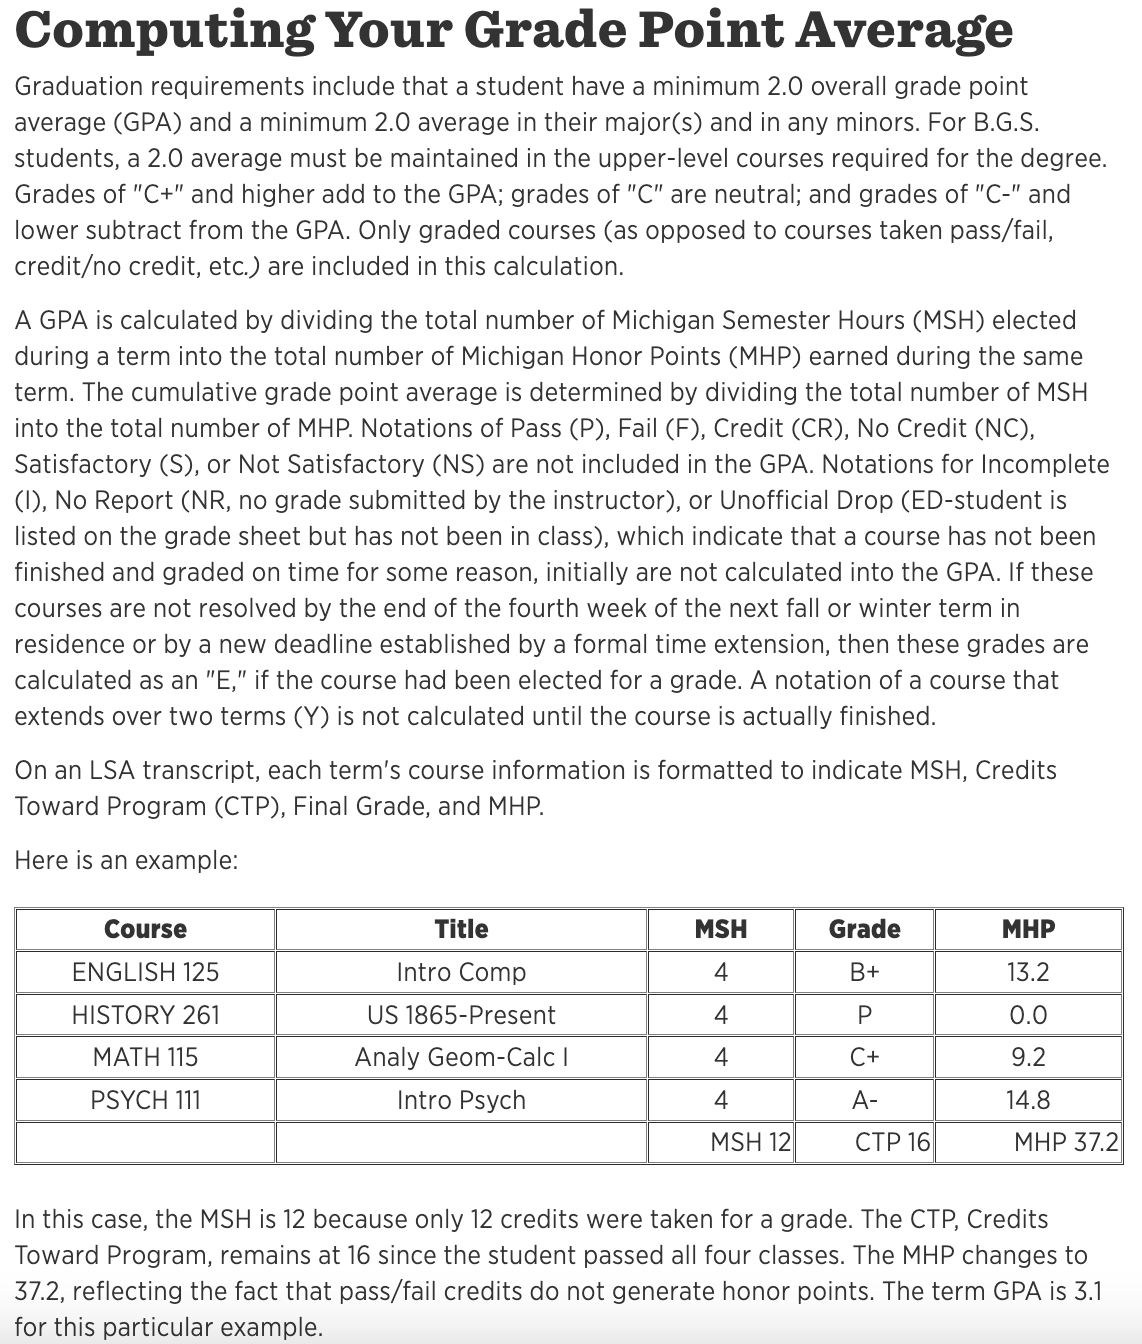 Computing Your Grade Point Average
Graduation requirements include that a student have a minimum 2.0 overall grade point
average (GPA) and a minimum 2.0 average in their major(s) and in any minors. For B.G.S.
students, a 2.0 average must be maintained in the upper-level courses required for the degree.
Grades of "C+" and higher add to the GPA; grades of "C" are neutral; and grades of "C-" and
lower subtract from the GPA. Only graded courses (as opposed to courses taken pass/fail,
credit/no credit, etc.) are included in this calculation.
A GPA is calculated by dividing the total number of Michigan Semester Hours (MSH) elected
during a term into the total number of Michigan Honor Points (MHP) earned during the same
term. The cumulative grade point average is determined by dividing the total number of MSH
into the total number of MHP. Notations of Pass (P), Fail (F), Credit (CR), No Credit (NC),
Satisfactory (S), or Not Satisfactory (NS) are not included in the GPA. Notations for Incomplete
(I), No Report (NR, no grade submitted by the instructor), or Unofficial Drop (ED-student is
listed on the grade sheet but has not been in class), which indicate that a course has not been
finished and graded on time for some reason, initially are not calculated into the GPA. If these
courses are not resolved by the end of the fourth week of the next fall or winter term in
residence or by a new deadline established by a formal time extension, then these grades are
calculated as an "E," if the course had been elected for a grade. A notation of a course that
extends over two terms (Y) is not calculated until the course is actually finished.
On an LSA transcript, each term's course information is formatted to indicate MSH, Credits
Toward Program (CTP), Final Grade, and MHP.
Here is an example:
Course Title MSH Grade MHP
ENGLISH 125 Intro Comp 4 B+ 13.2
HISTORY 261 US 1865-Present 4 P 0.0
MATH 115 Analy Geom-Calc I 4 C+ 9.2
PSYCH 111 Intro Psych 4 A- 14.8
MSH 12 CTP 16 MHP 37.2
In this case, the MSH is 12 because only 12 credits were taken for a grade. The CTP, Credits
Toward Program, remains at 16 since the student passed all four classes. The MHP changes to
37.2, reflecting the fact that pass/fail credits do not generate honor points. The term GPA is 3.1
for this particular example.